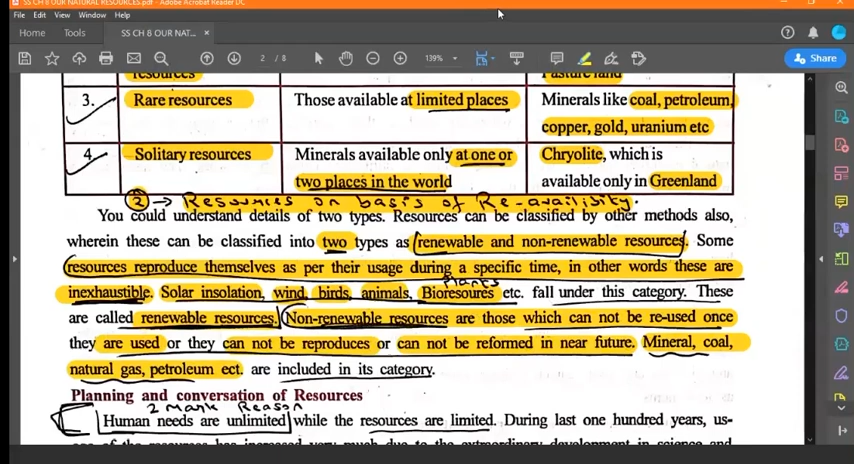 SS CH 8 OUR NATURAL RESOURCES.pdf - Adobe Acrobat Reader DC
File Edit View Window Help
Home Tools SS CH 8 OUR NAT... ×
2 / 8 139% Share
resources Pasture land
3. Rare resources Those available at limited places Minerals like coal, petroleum,
copper, gold, uranium etc
4. Solitary resources Minerals available only at one or Chryolite, which is
two places in the world available only in Greenland
② → Resources on basis of Re-availibity.
You could understand details of two types. Resources can be classified by other methods also,
wherein these can be classified into two types as renewable and non-renewable resources. Some
resources reproduce themselves as per their usage during a specific time, in other words these are
Plants
inexhaustible. Solar insolation, wind, birds, animals, Bioresoures etc. fall under this category. These
are called renewable resources. Non-renewable resources are those which can not be re-used once
they are used or they can not be reproduces or can not be reformed in near future. Mineral, coal,
natural gas, petroleum ect. are included in its category.
Planning and conversation of Resources
2 Mark Reason
Human needs are unlimited while the resources are limited. During last one hundred years, us-